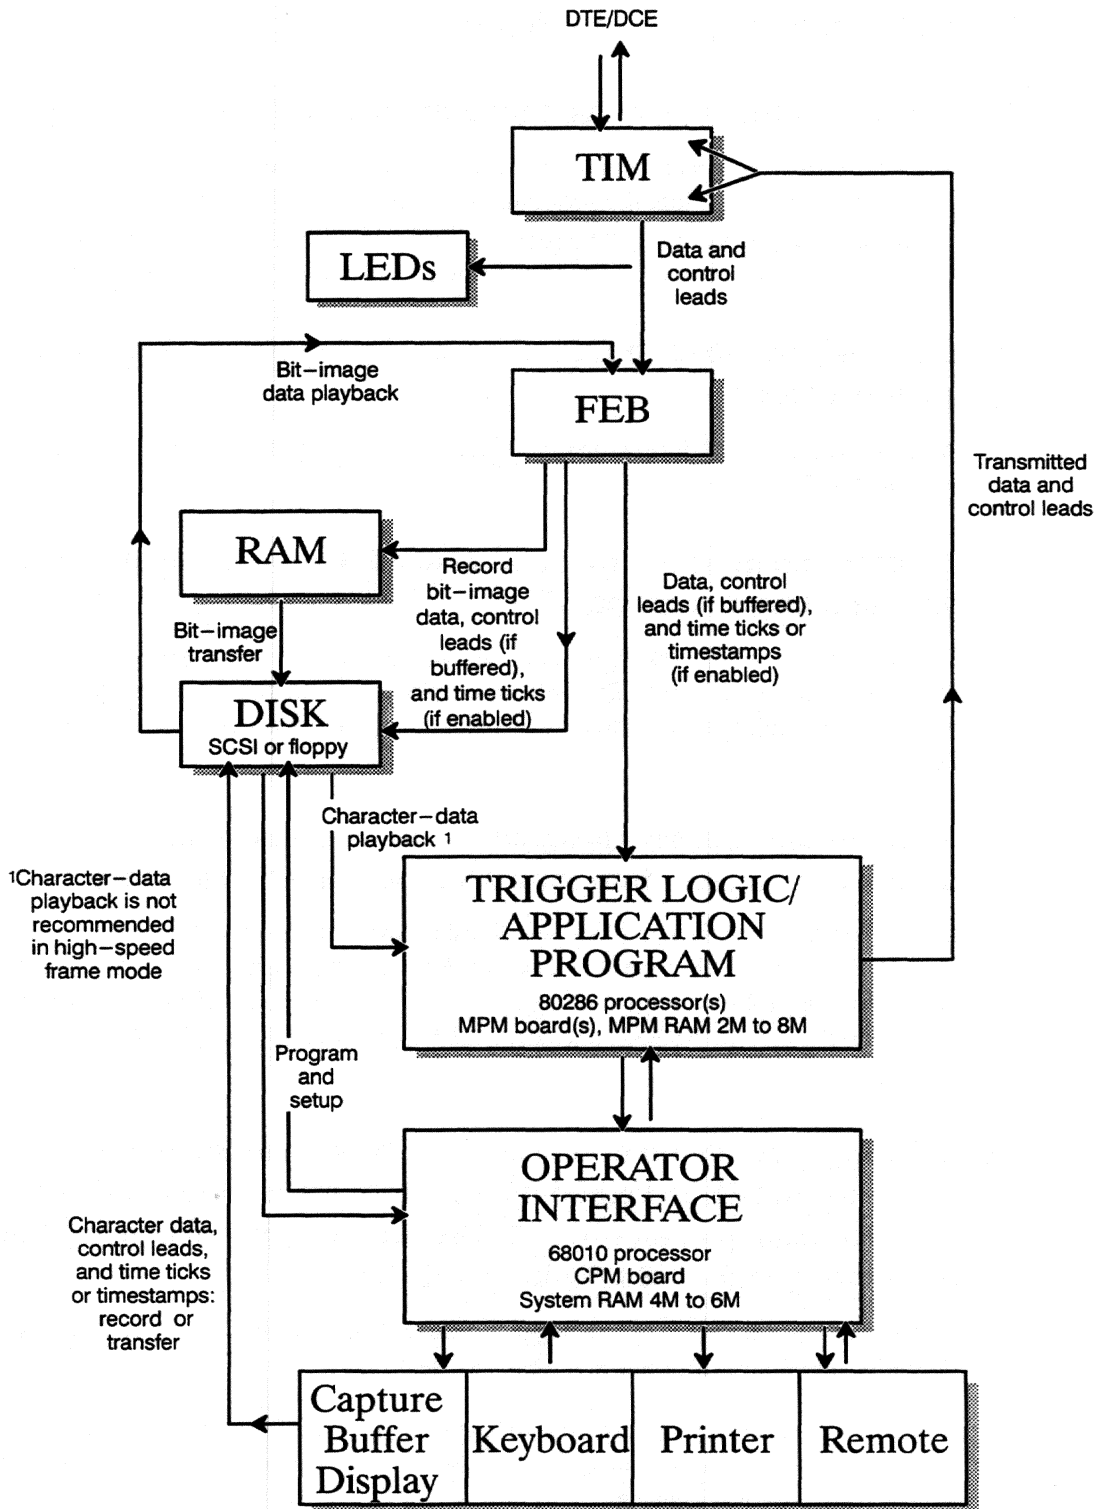 DTE/DCE
TIM
LEDs
Data and
control
leads
Bit–image
data playback
FEB
Transmitted
data and
control leads
RAM
Record
bit–image
data, control
leads (if
buffered),
and time ticks
(if enabled)
Data, control
leads (if buffered),
and time ticks or
timestamps
(if enabled)
Bit–image
transfer
DISK
SCSI or floppy
Character–data
playback 1
1Character–data
playback is not
recommended
in high–speed
frame mode
TRIGGER LOGIC/
APPLICATION
PROGRAM
80286 processor(s)
MPM board(s), MPM RAM 2M to 8M
Program
and
setup
OPERATOR
INTERFACE
68010 processor
CPM board
System RAM 4M to 6M
Character data,
control leads,
and time ticks
or timestamps:
record or
transfer
Capture
Buffer
Display
Keyboard
Printer
Remote